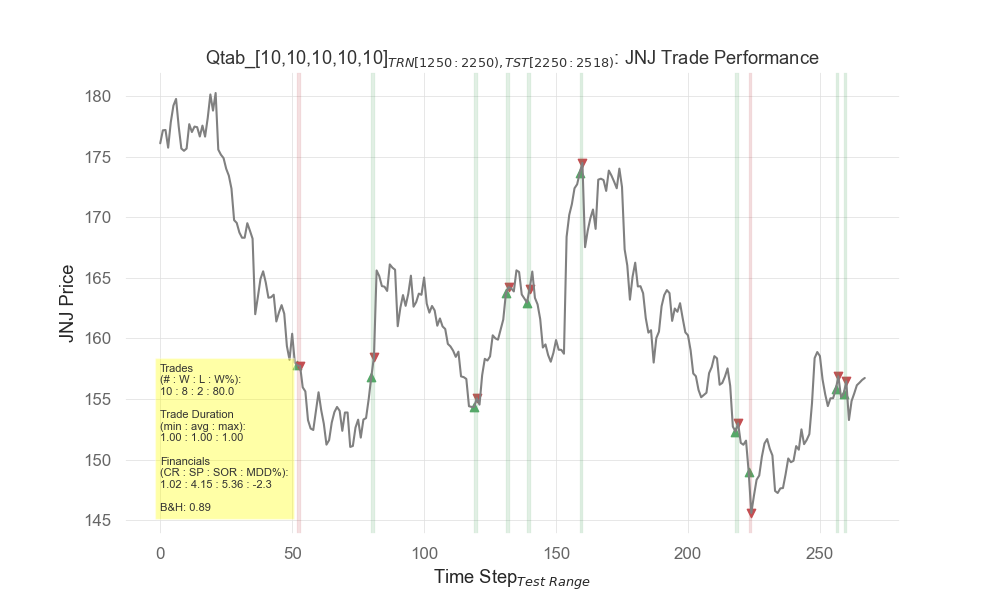 Qtab_[10,10,10,10,10]TRN[1250:2250),TST[2250:2518): JNJ Trade Performance
180
175
170
165
160
155
150
145
JNJ Price
Trades
(# : W : L : W%):
10 : 8 : 2 : 80.0
Trade Duration
(min : avg : max):
1.00 : 1.00 : 1.00
Financials
(CR : SP : SOR : MDD%):
1.02 : 4.15 : 5.36 : -2.3
B&H: 0.89
0 50 100 150 200 250
Time StepTest Range